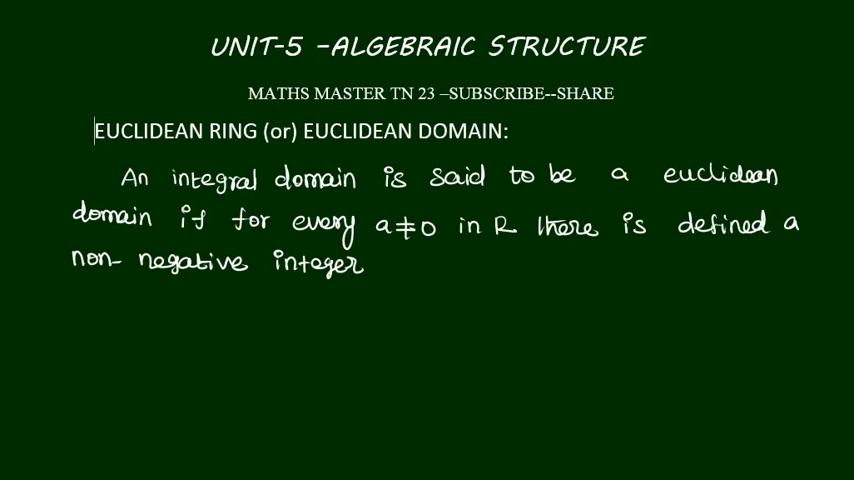 UNIT-5 –ALGEBRAIC STRUCTURE
MATHS MASTER TN 23 –SUBSCRIBE--SHARE
EUCLIDEAN RING (or) EUCLIDEAN DOMAIN:
An integral domain is said to be a euclidean
domain if for every a≠0 in R there is defined a
non- negative integer